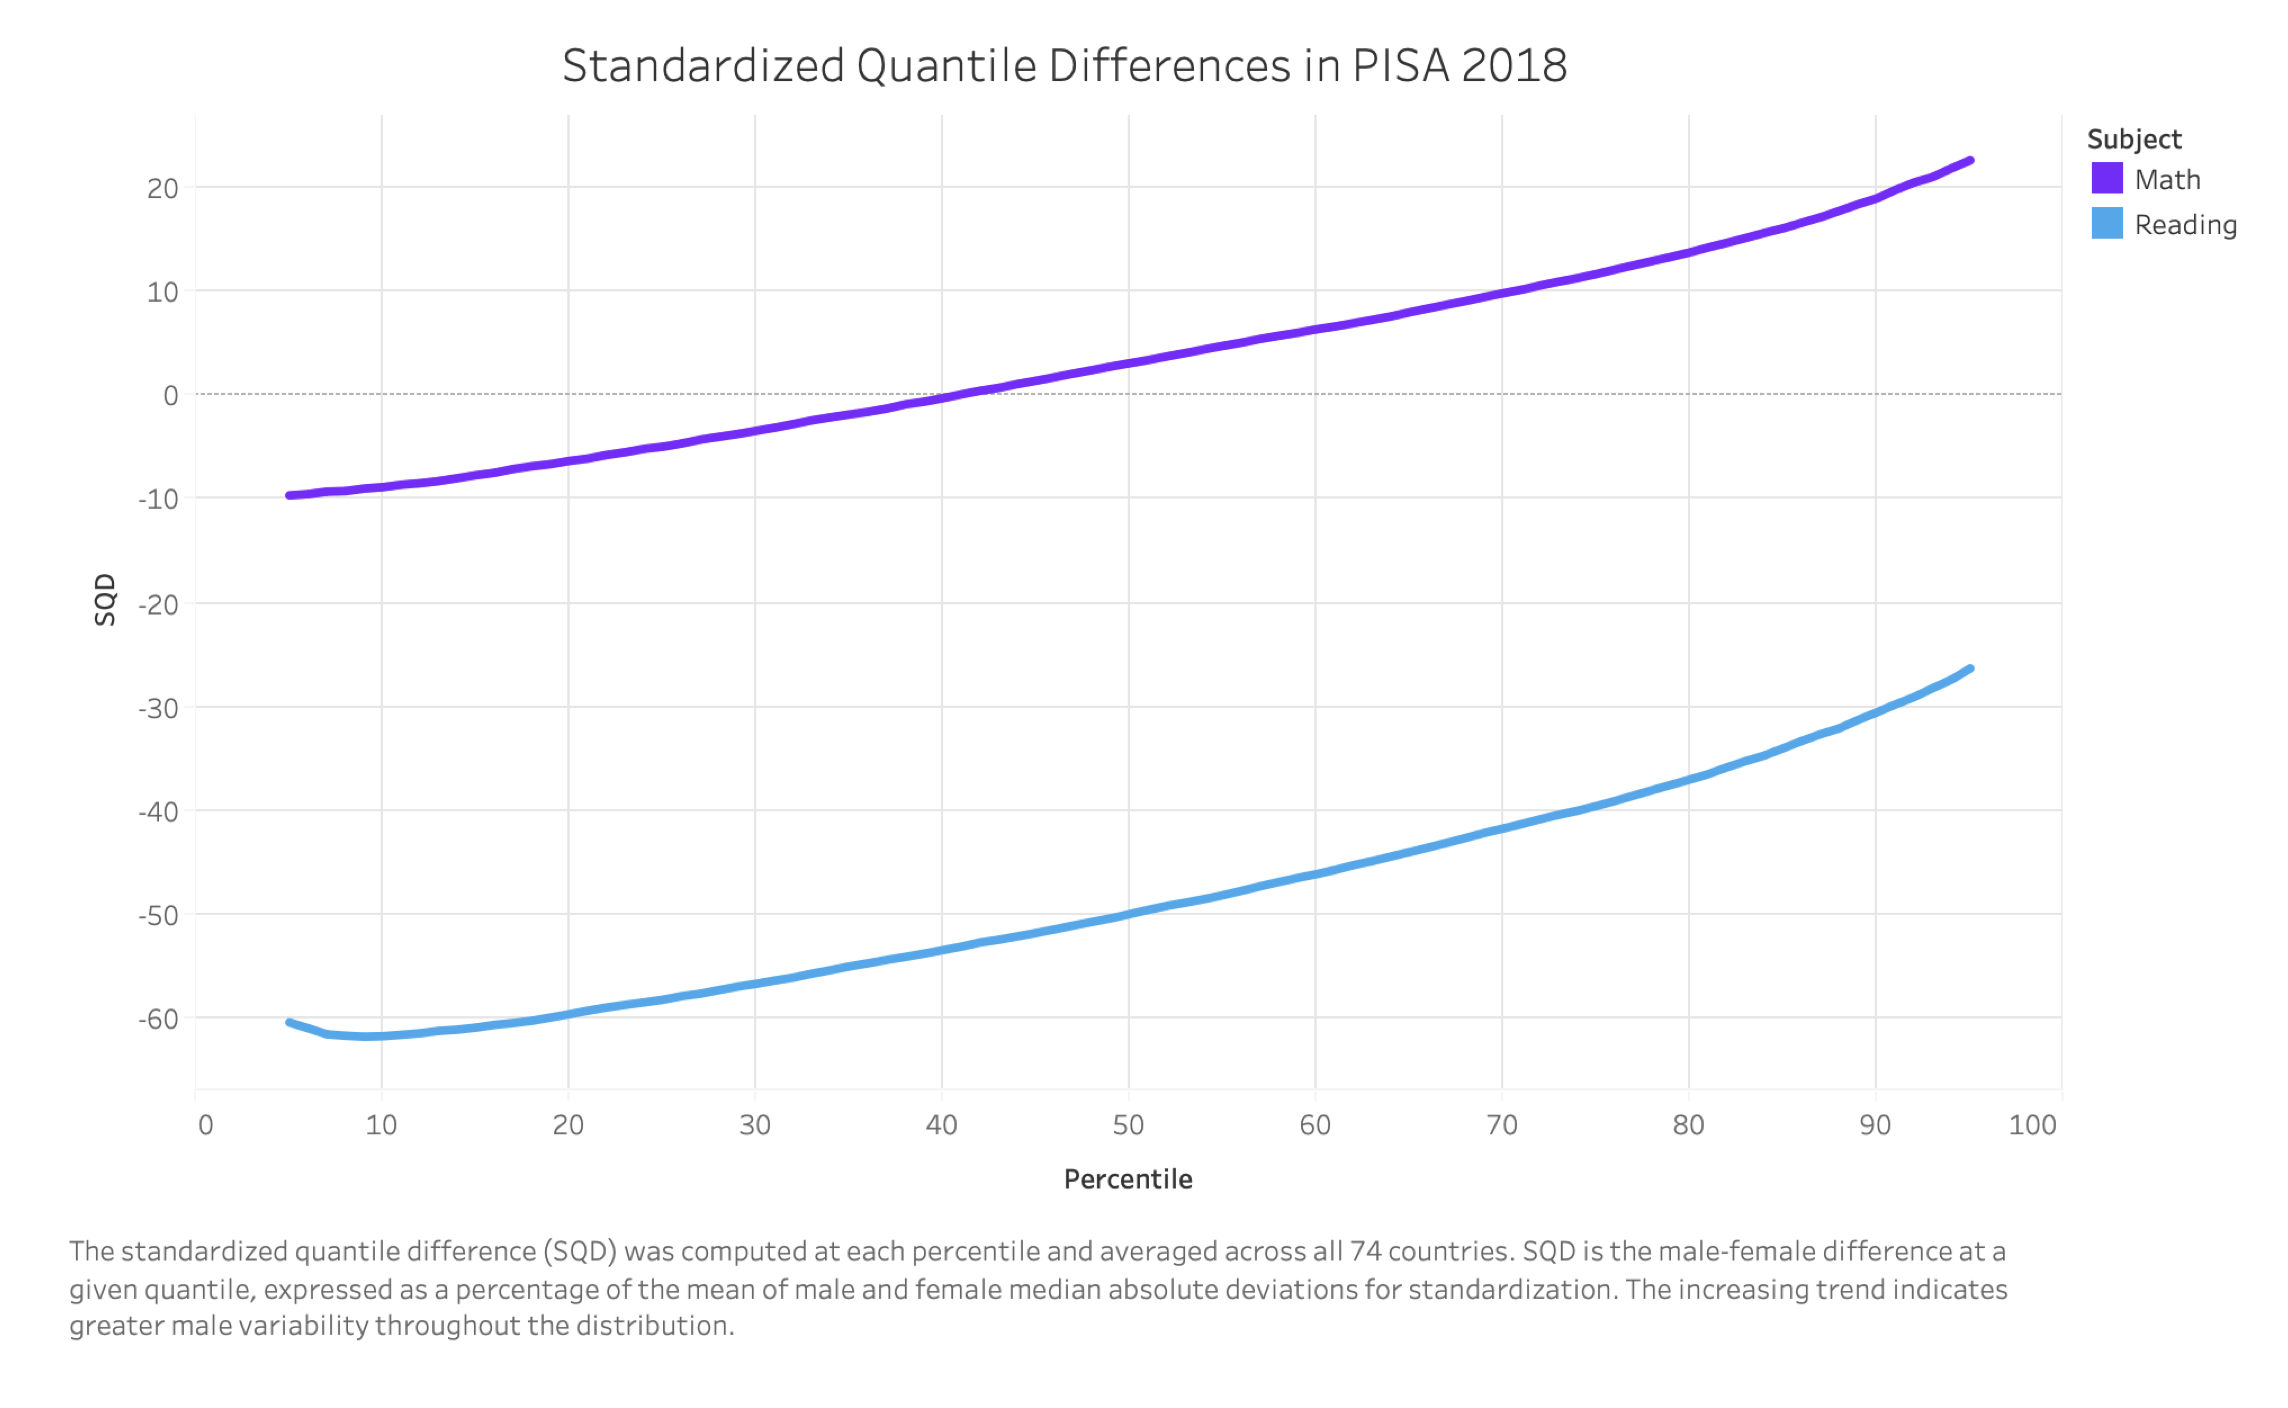 Standardized Quantile Differences in PISA 2018
Subject
Math
Reading
20
10
0
-10
-20
-30
-40
-50
-60
SQD
0 10 20 30 40 50 60 70 80 90 100
Percentile
The standardized quantile difference (SQD) was computed at each percentile and averaged across all 74 countries. SQD is the male-female difference at a
given quantile, expressed as a percentage of the mean of male and female median absolute deviations for standardization. The increasing trend indicates
greater male variability throughout the distribution.